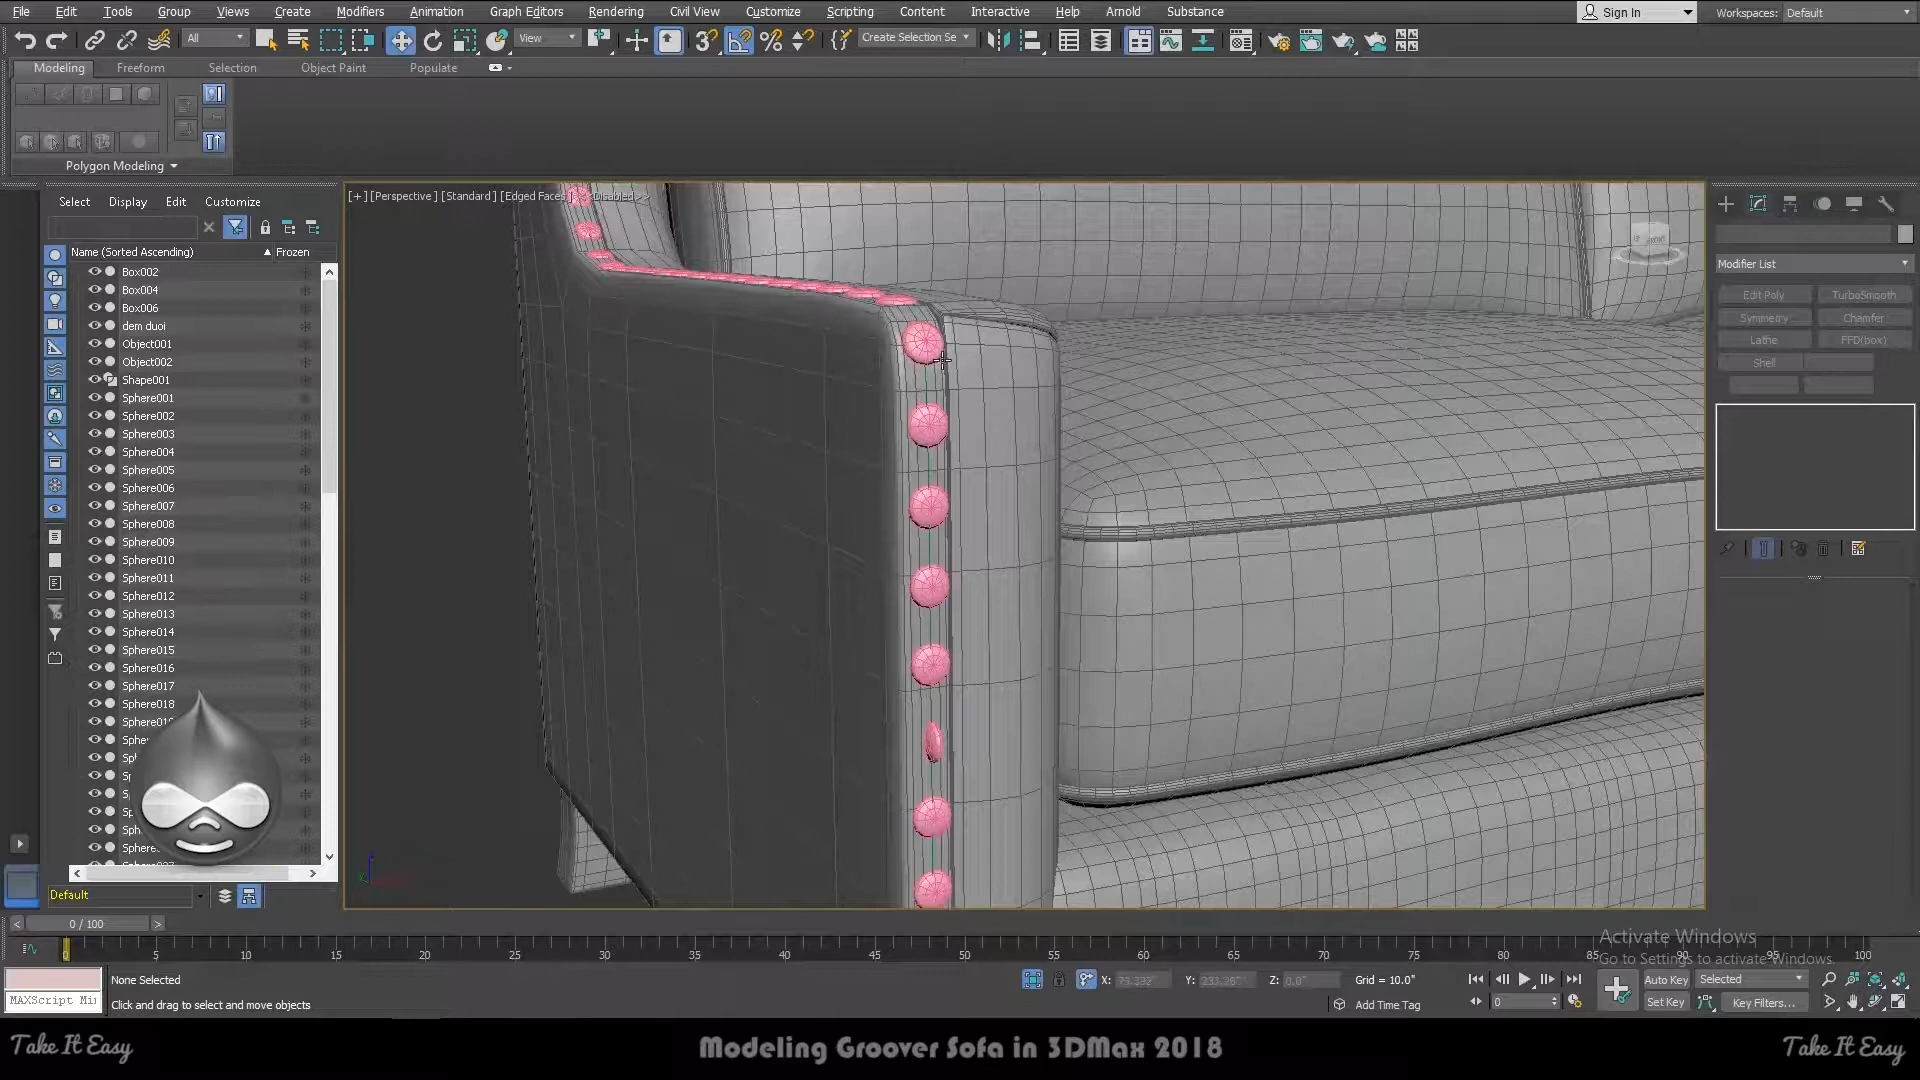 File Edit Tools Group Views Create Modifiers Animation Graph Editors Rendering Civil View Customize Scripting Content Interactive Help Arnold Substance Sign In Workspaces: Default
All View Create Selection Se
Modeling Freeform Selection Object Paint Populate
Polygon Modeling
Select Display Edit Customize
[+] [Perspective ] [Standard ] [Edged Faces ] << Disabled>>
Name (Sorted Ascending) Frozen
Box002
Box004
Box006
dem duoi
Object001
Object002
Shape001
Sphere001
Sphere002
Sphere003
Sphere004
Sphere005
Sphere006
Sphere007
Sphere008
Sphere009
Sphere010
Sphere011
Sphere012
Sphere013
Sphere014
Sphere015
Sphere016
Sphere017
Sphere018
Modifier List
Edit Poly TurboSmooth
Symmetry Chamfer
Lathe FFD(box)
Shell
Default
0 / 100
0 5 10 15 20 25 30 35 40 45 50 55 60 65 70 75 80 85 90 95 100
Activate Windows
Go to Settings to activate Windows.
None Selected
X: Y: Z: 0.0" Grid = 10.0"
Auto Key Selected
MAXScript Mi
Click and drag to select and move objects
Add Time Tag
0
Set Key Key Filters...
Take It Easy
Modeling Groover Sofa in 3DMax 2018
Take It Easy